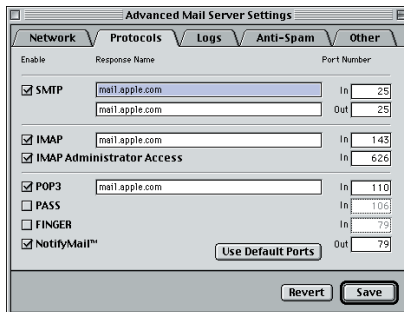 Advanced Mail Server Settings
Network Protocols Logs Anti-Spam Other
Enable Response Name Port Number
SMTP mail.apple.com In 25
mail.apple.com Out 25
IMAP mail.apple.com In 143
IMAP Administrator Access In 626
POP3 mail.apple.com In 110
PASS In 106
FINGER In 79
NotifyMail™ Out 79
Use Default Ports
Revert Save